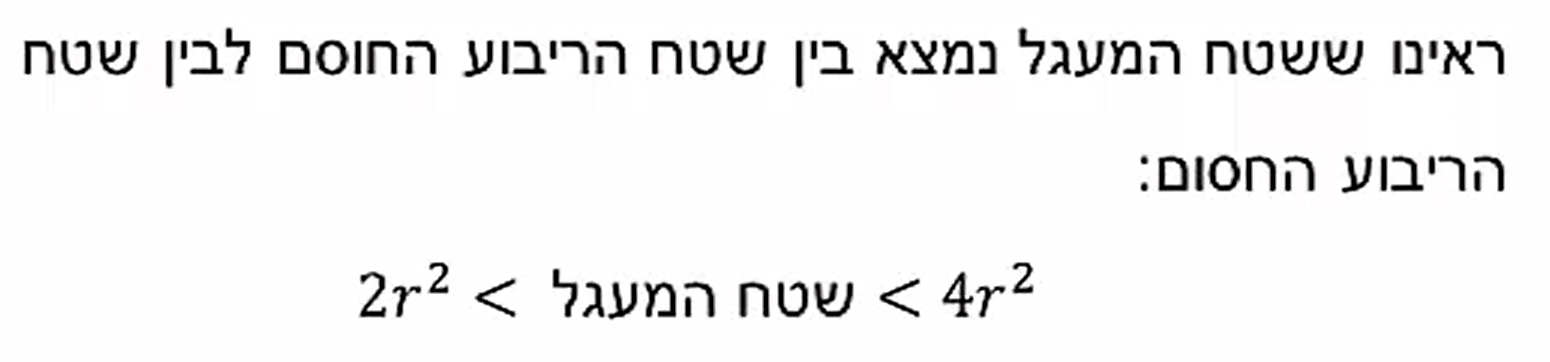 ראינו ששטח המעגל נמצא בין שטח הריבוע החוסם לבין שטח
הריבוע החסום:
2r² < שטח המעגל < 4r²